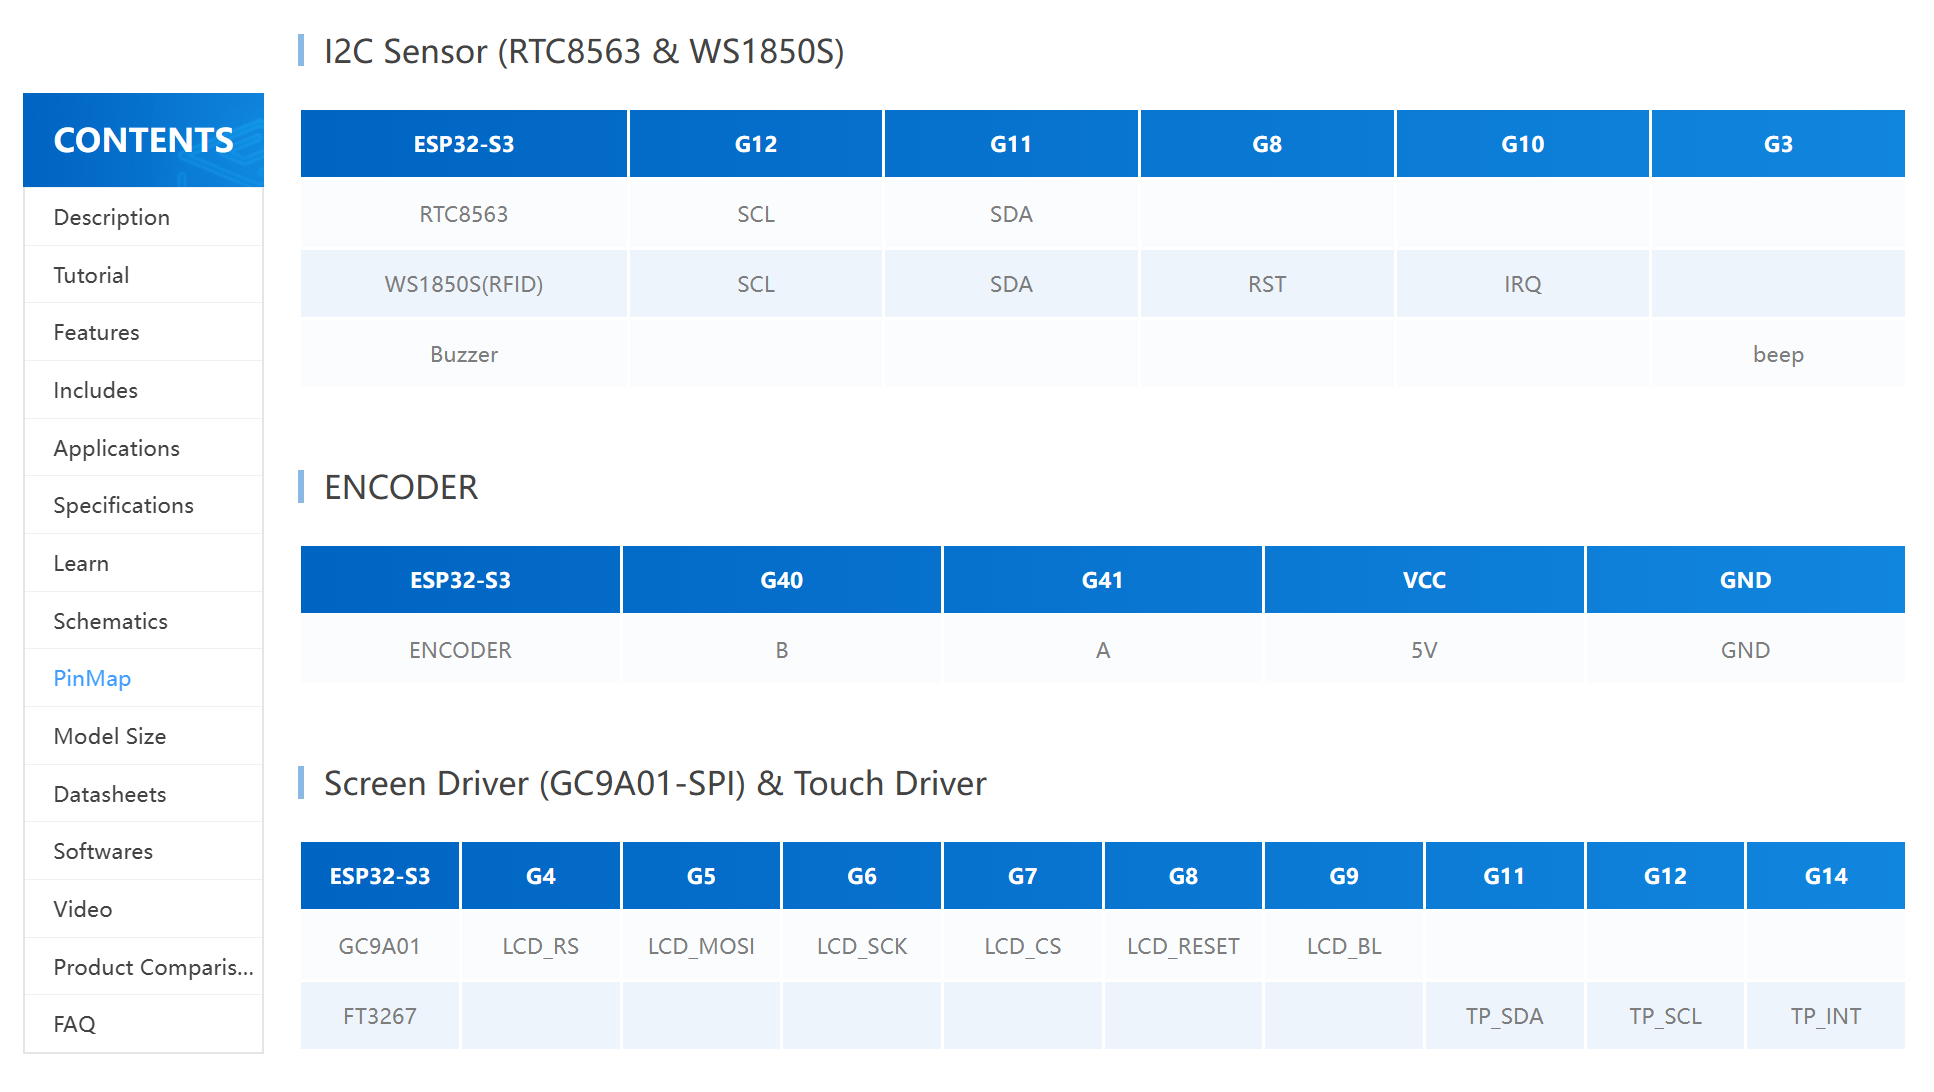 CONTENTS
Description
Tutorial
Features
Includes
Applications
Specifications
Learn
Schematics
PinMap
Model Size
Datasheets
Softwares
Video
Product Comparis...
FAQ
I2C Sensor (RTC8563 & WS1850S)
ESP32-S3 G12 G11 G8 G10 G3
RTC8563 SCL SDA
WS1850S(RFID) SCL SDA RST IRQ
Buzzer beep
ENCODER
ESP32-S3 G40 G41 VCC GND
ENCODER B A 5V GND
Screen Driver (GC9A01-SPI) & Touch Driver
ESP32-S3 G4 G5 G6 G7 G8 G9 G11 G12 G14
GC9A01 LCD_RS LCD_MOSI LCD_SCK LCD_CS LCD_RESET LCD_BL
FT3267 TP_SDA TP_SCL TP_INT